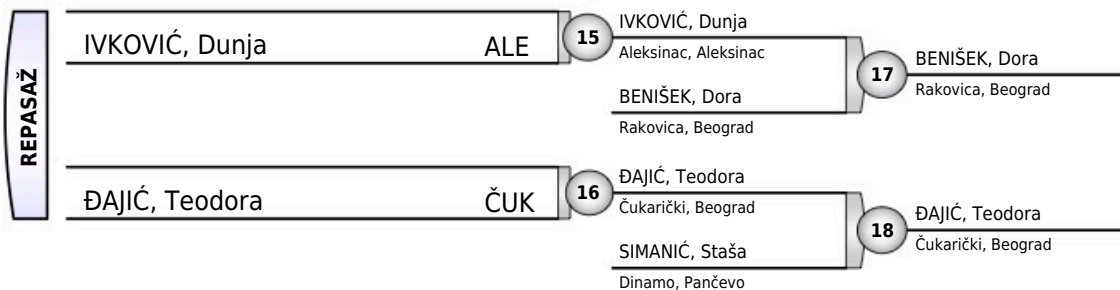 REPASAŽ
IVKOVIĆ, Dunja ALE
15
IVKOVIĆ, Dunja
Aleksinac, Aleksinac
BENIŠEK, Dora
Rakovica, Beograd
17
BENIŠEK, Dora
Rakovica, Beograd
ĐAJIĆ, Teodora ČUK
16
ĐAJIĆ, Teodora
Čukarički, Beograd
SIMANIĆ, Staša
Dinamo, Pančevo
18
ĐAJIĆ, Teodora
Čukarički, Beograd